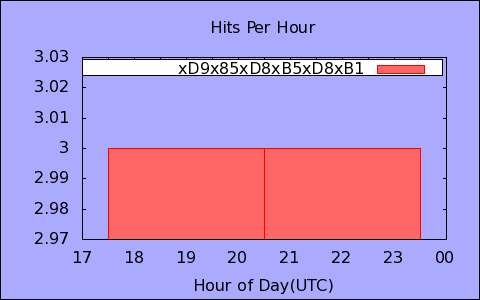 Hits Per Hour
3.03
xD9x85xD8xB5xD8xB1
3.02
3.01
3
2.99
2.98
2.97
17 18 19 20 21 22 23 00
Hour of Day(UTC)